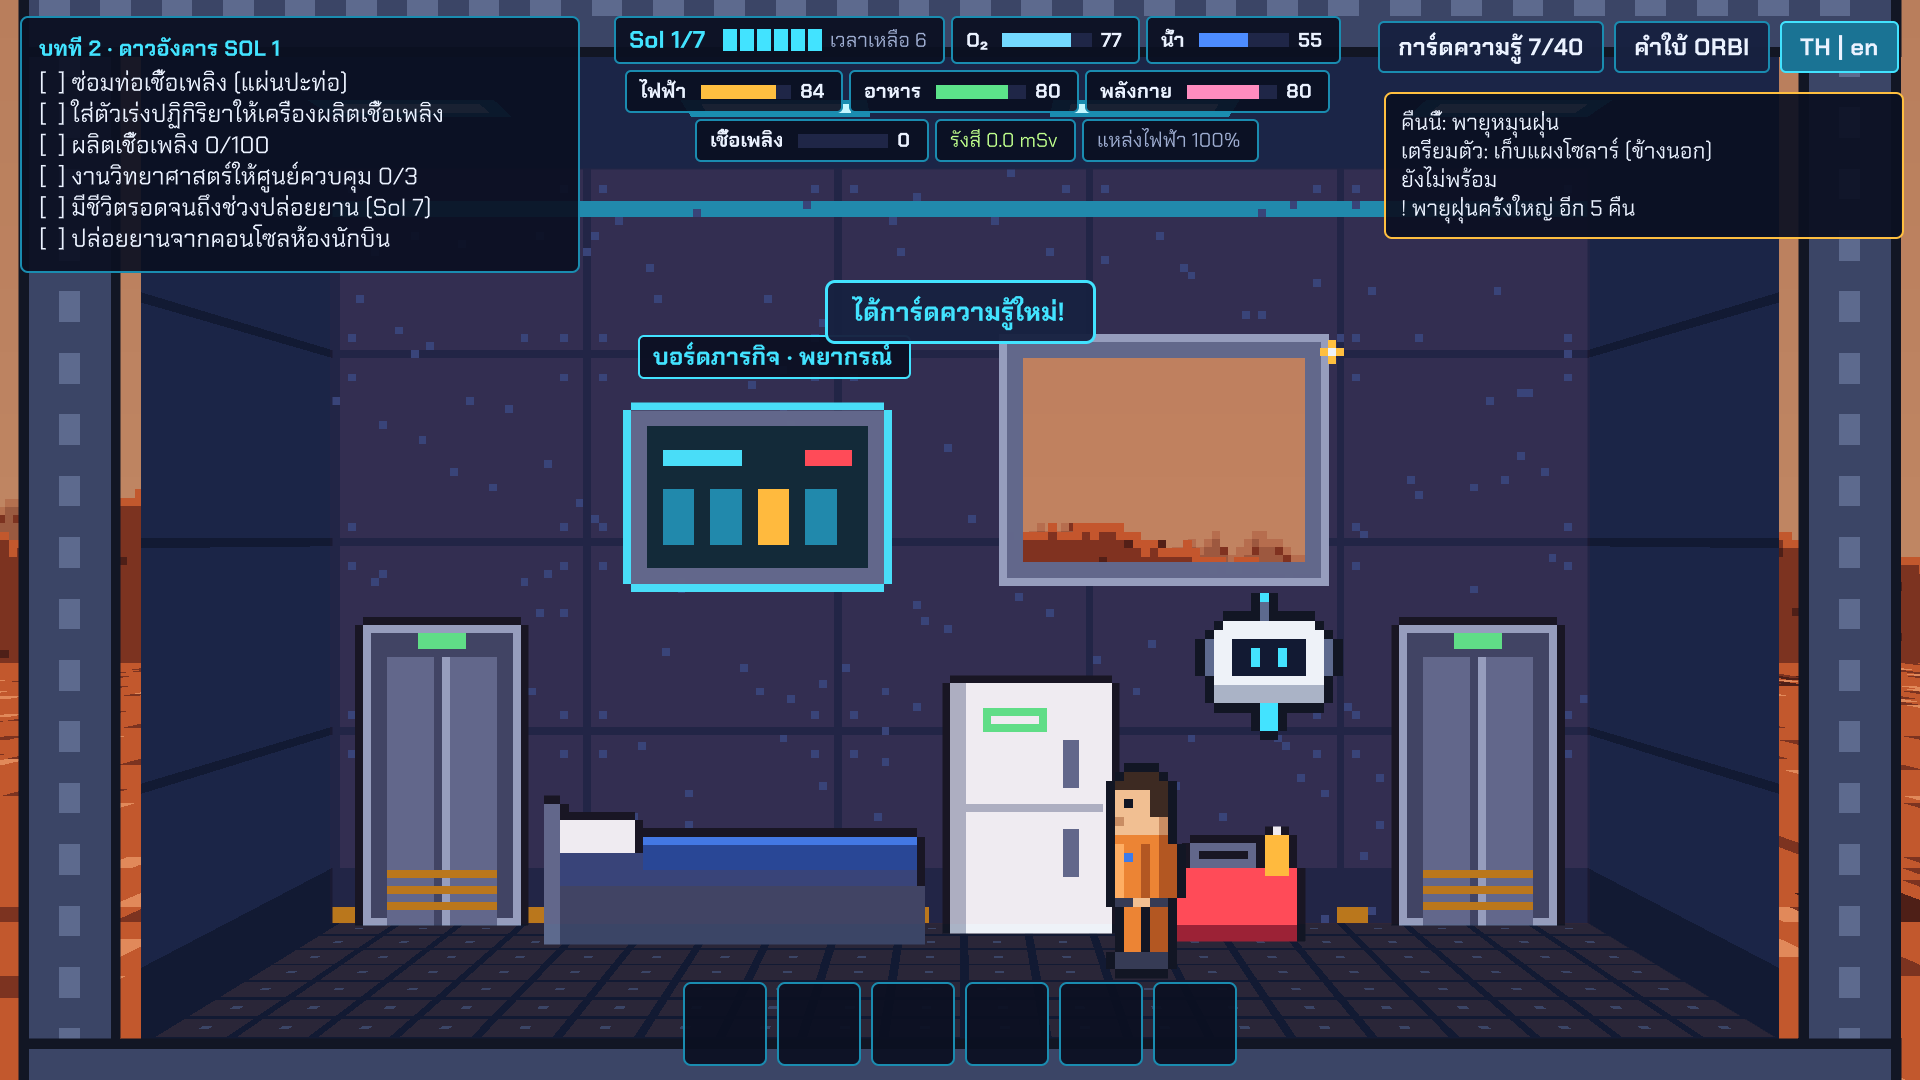 บทที่ 2 · ดาวอังคาร SOL 1
[ ] ซ่อมท่อเชื้อเพลิง (แผ่นปะท่อ)
[ ] ใส่ตัวเร่งปฏิกิริยาให้เครื่องผลิตเชื้อเพลิง
[ ] ผลิตเชื้อเพลิง 0/100
[ ] งานวิทยาศาสตร์ให้ศูนย์ควบคุม 0/3
[ ] มีชีวิตรอดจนถึงช่วงปล่อยยาน (Sol 7)
[ ] ปล่อยยานจากคอนโซลห้องนักบิน
Sol 1/7 เวลาเหลือ 6
O₂ 77
น้ำ 55
ไฟฟ้า 84
อาหาร 80
พลังกาย 80
เชื้อเพลิง 0
รังสี 0.0 mSv
แหล่งไฟฟ้า 100%
การ์ดความรู้ 7/40
คำใบ้ ORBI
TH | en
คืนนี้: พายุหมุนฝุ่น
เตรียมตัว: เก็บแผงโซลาร์ (ข้างนอก)
ยังไม่พร้อม
! พายุฝุ่นครั้งใหญ่ อีก 5 คืน
ได้การ์ดความรู้ใหม่!
บอร์ดภารกิจ · พยากรณ์